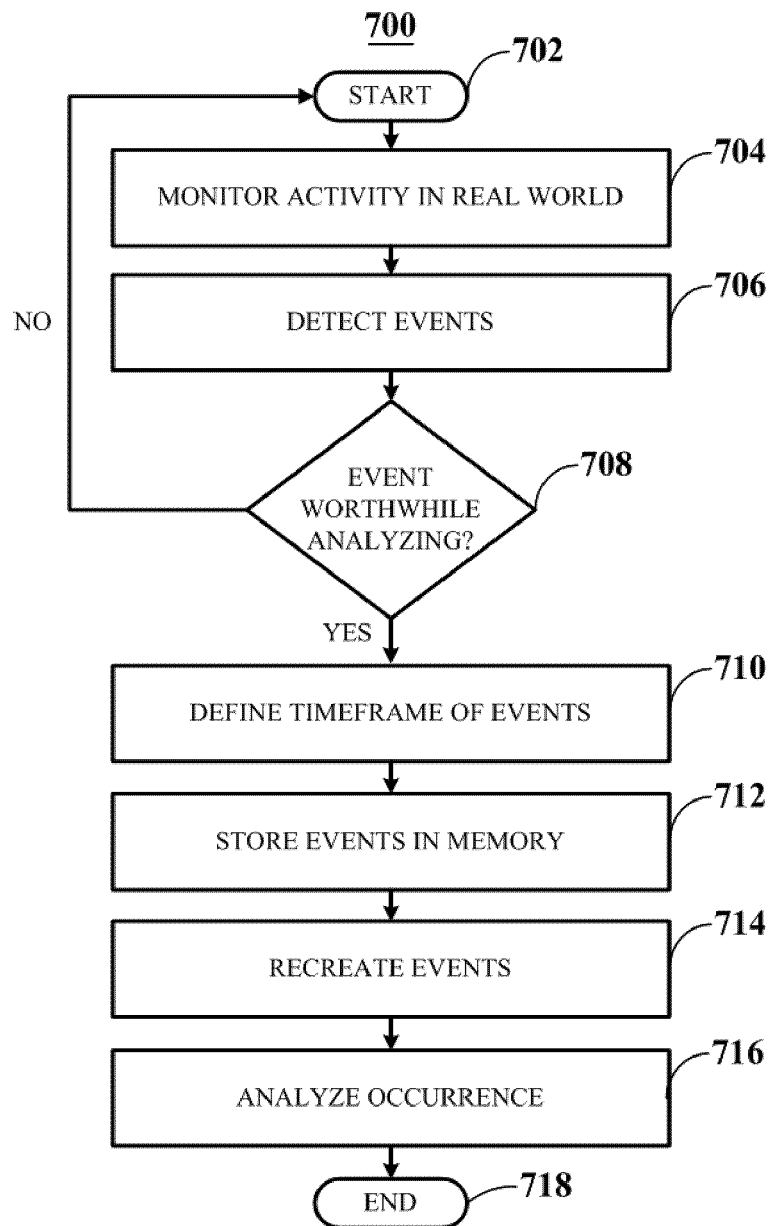 700
702
START
704
MONITOR ACTIVITY IN REAL WORLD
706
DETECT EVENTS
NO
708
EVENT
WORTHWHILE
ANALYZING?
YES
710
DEFINE TIMEFRAME OF EVENTS
712
STORE EVENTS IN MEMORY
714
RECREATE EVENTS
716
ANALYZE OCCURRENCE
END
718